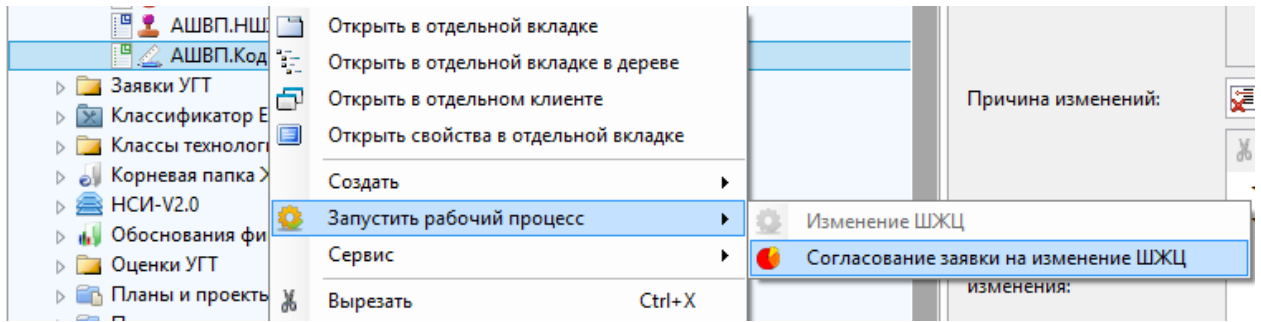 АШВП.НШ
АШВП.Код
Заявки УГТ
Классификатор Е
Классы технолог
Корневая папка
НСИ-V2.0
Обоснования фи
Оценки УГТ
Планы и проекты
Открыть в отдельной вкладке
Открыть в отдельной вкладке в дереве
Открыть в отдельном клиенте
Открыть свойства в отдельной вкладке
Создать
Запустить рабочий процесс
Сервис
Вырезать Ctrl+X
Изменение ШЖЦ
Согласование заявки на изменение ШЖЦ
Причина изменений:
изменения: